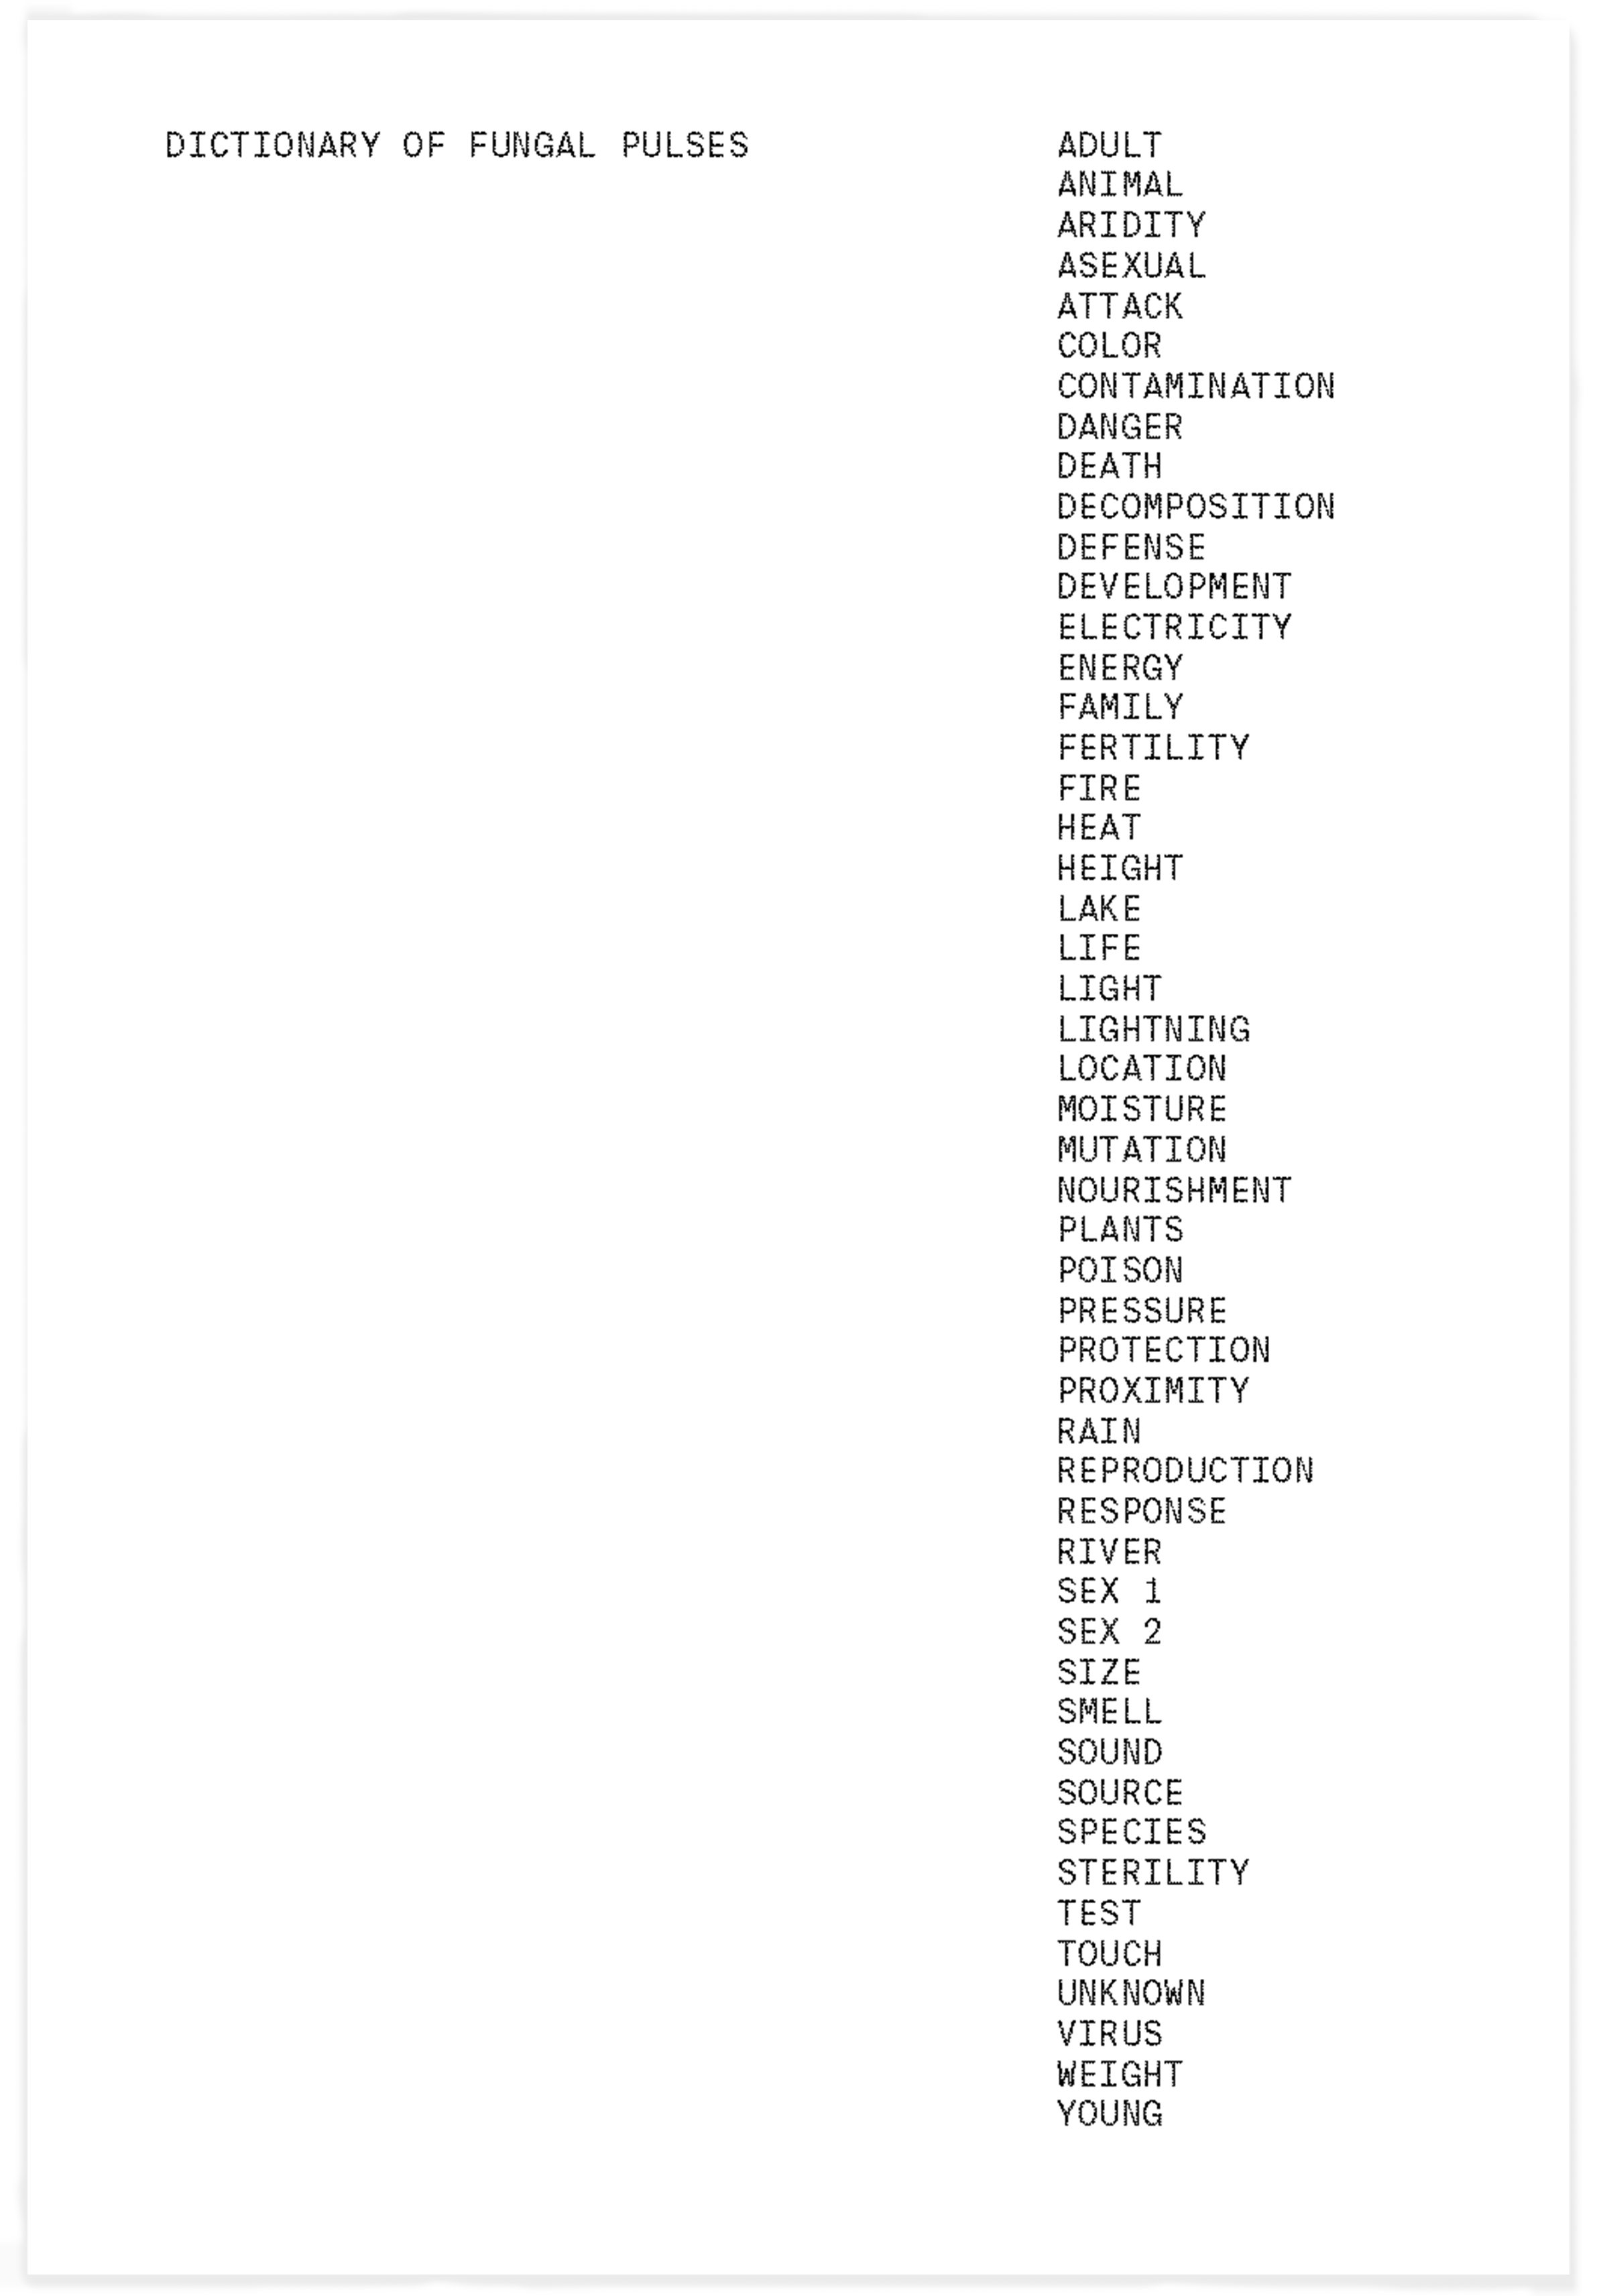 DICTIONARY OF FUNGAL PULSES
ADULT
ANIMAL
ARIDITY
ASEXUAL
ATTACK
COLOR
CONTAMINATION
DANGER
DEATH
DECOMPOSITION
DEFENSE
DEVELOPMENT
ELECTRICITY
ENERGY
FAMILY
FERTILITY
FIRE
HEAT
HEIGHT
LAKE
LIFE
LIGHT
LIGHTNING
LOCATION
MOISTURE
MUTATION
NOURISHMENT
PLANTS
POISON
PRESSURE
PROTECTION
PROXIMITY
RAIN
REPRODUCTION
RESPONSE
RIVER
SEX 1
SEX 2
SIZE
SMELL
SOUND
SOURCE
SPECIES
STERILITY
TEST
TOUCH
UNKNOWN
VIRUS
WEIGHT
YOUNG